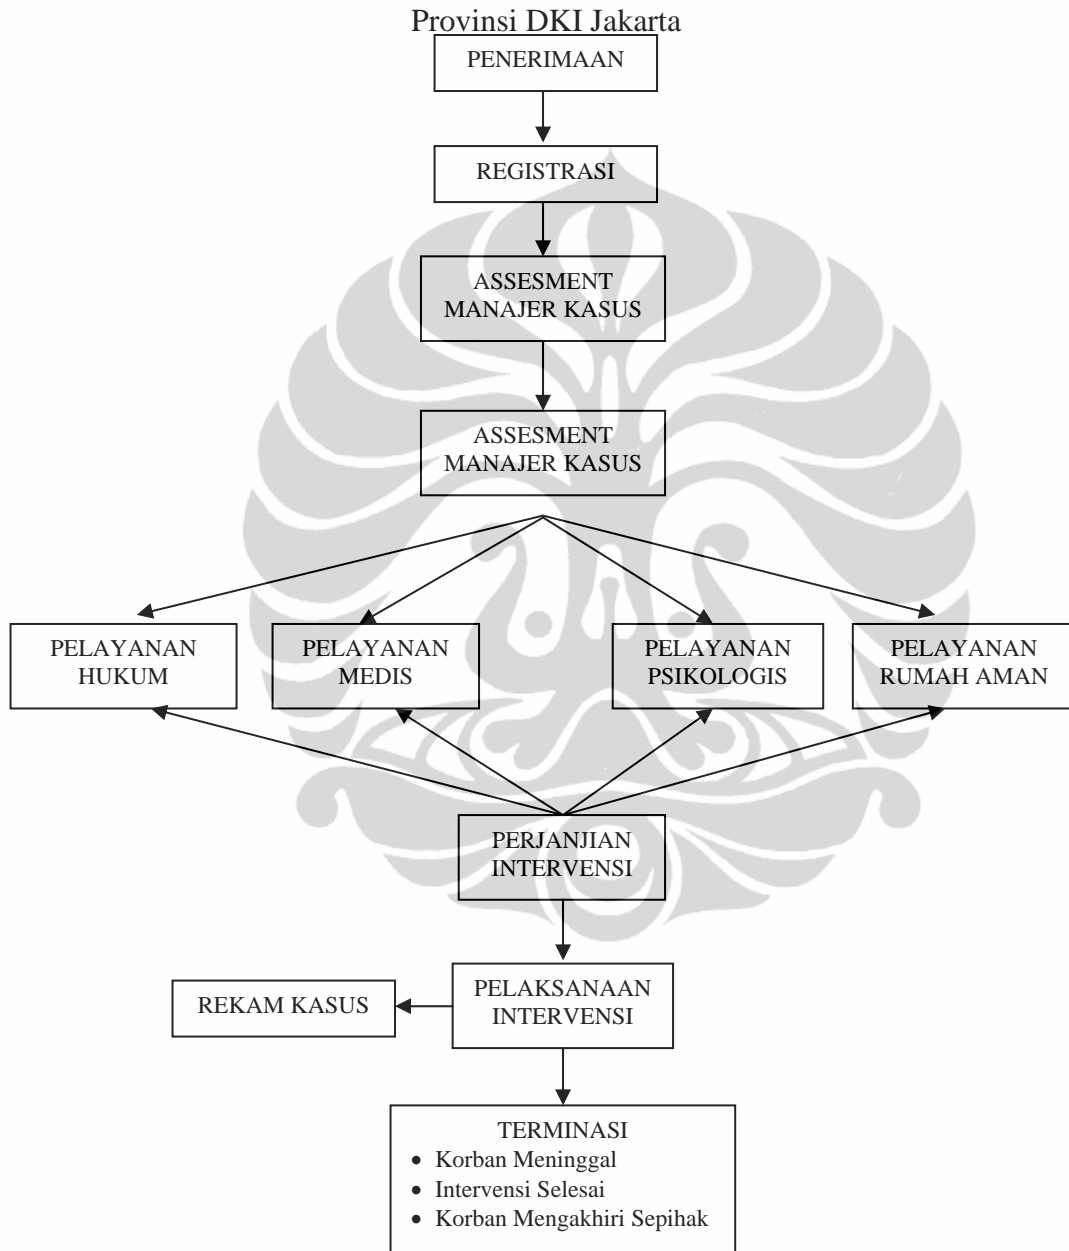 Provinsi DKI Jakarta
PENERIMAAN
REGISTRASI
ASSESMENT
MANAJER KASUS
ASSESMENT
MANAJER KASUS
PELAYANAN
HUKUM
PELAYANAN
MEDIS
PELAYANAN
PSIKOLOGIS
PELAYANAN
RUMAH AMAN
PERJANJIAN
INTERVENSI
PELAKSANAAN
INTERVENSI
REKAM KASUS
TERMINASI
• Korban Meninggal
• Intervensi Selesai
• Korban Mengakhiri Sepihak